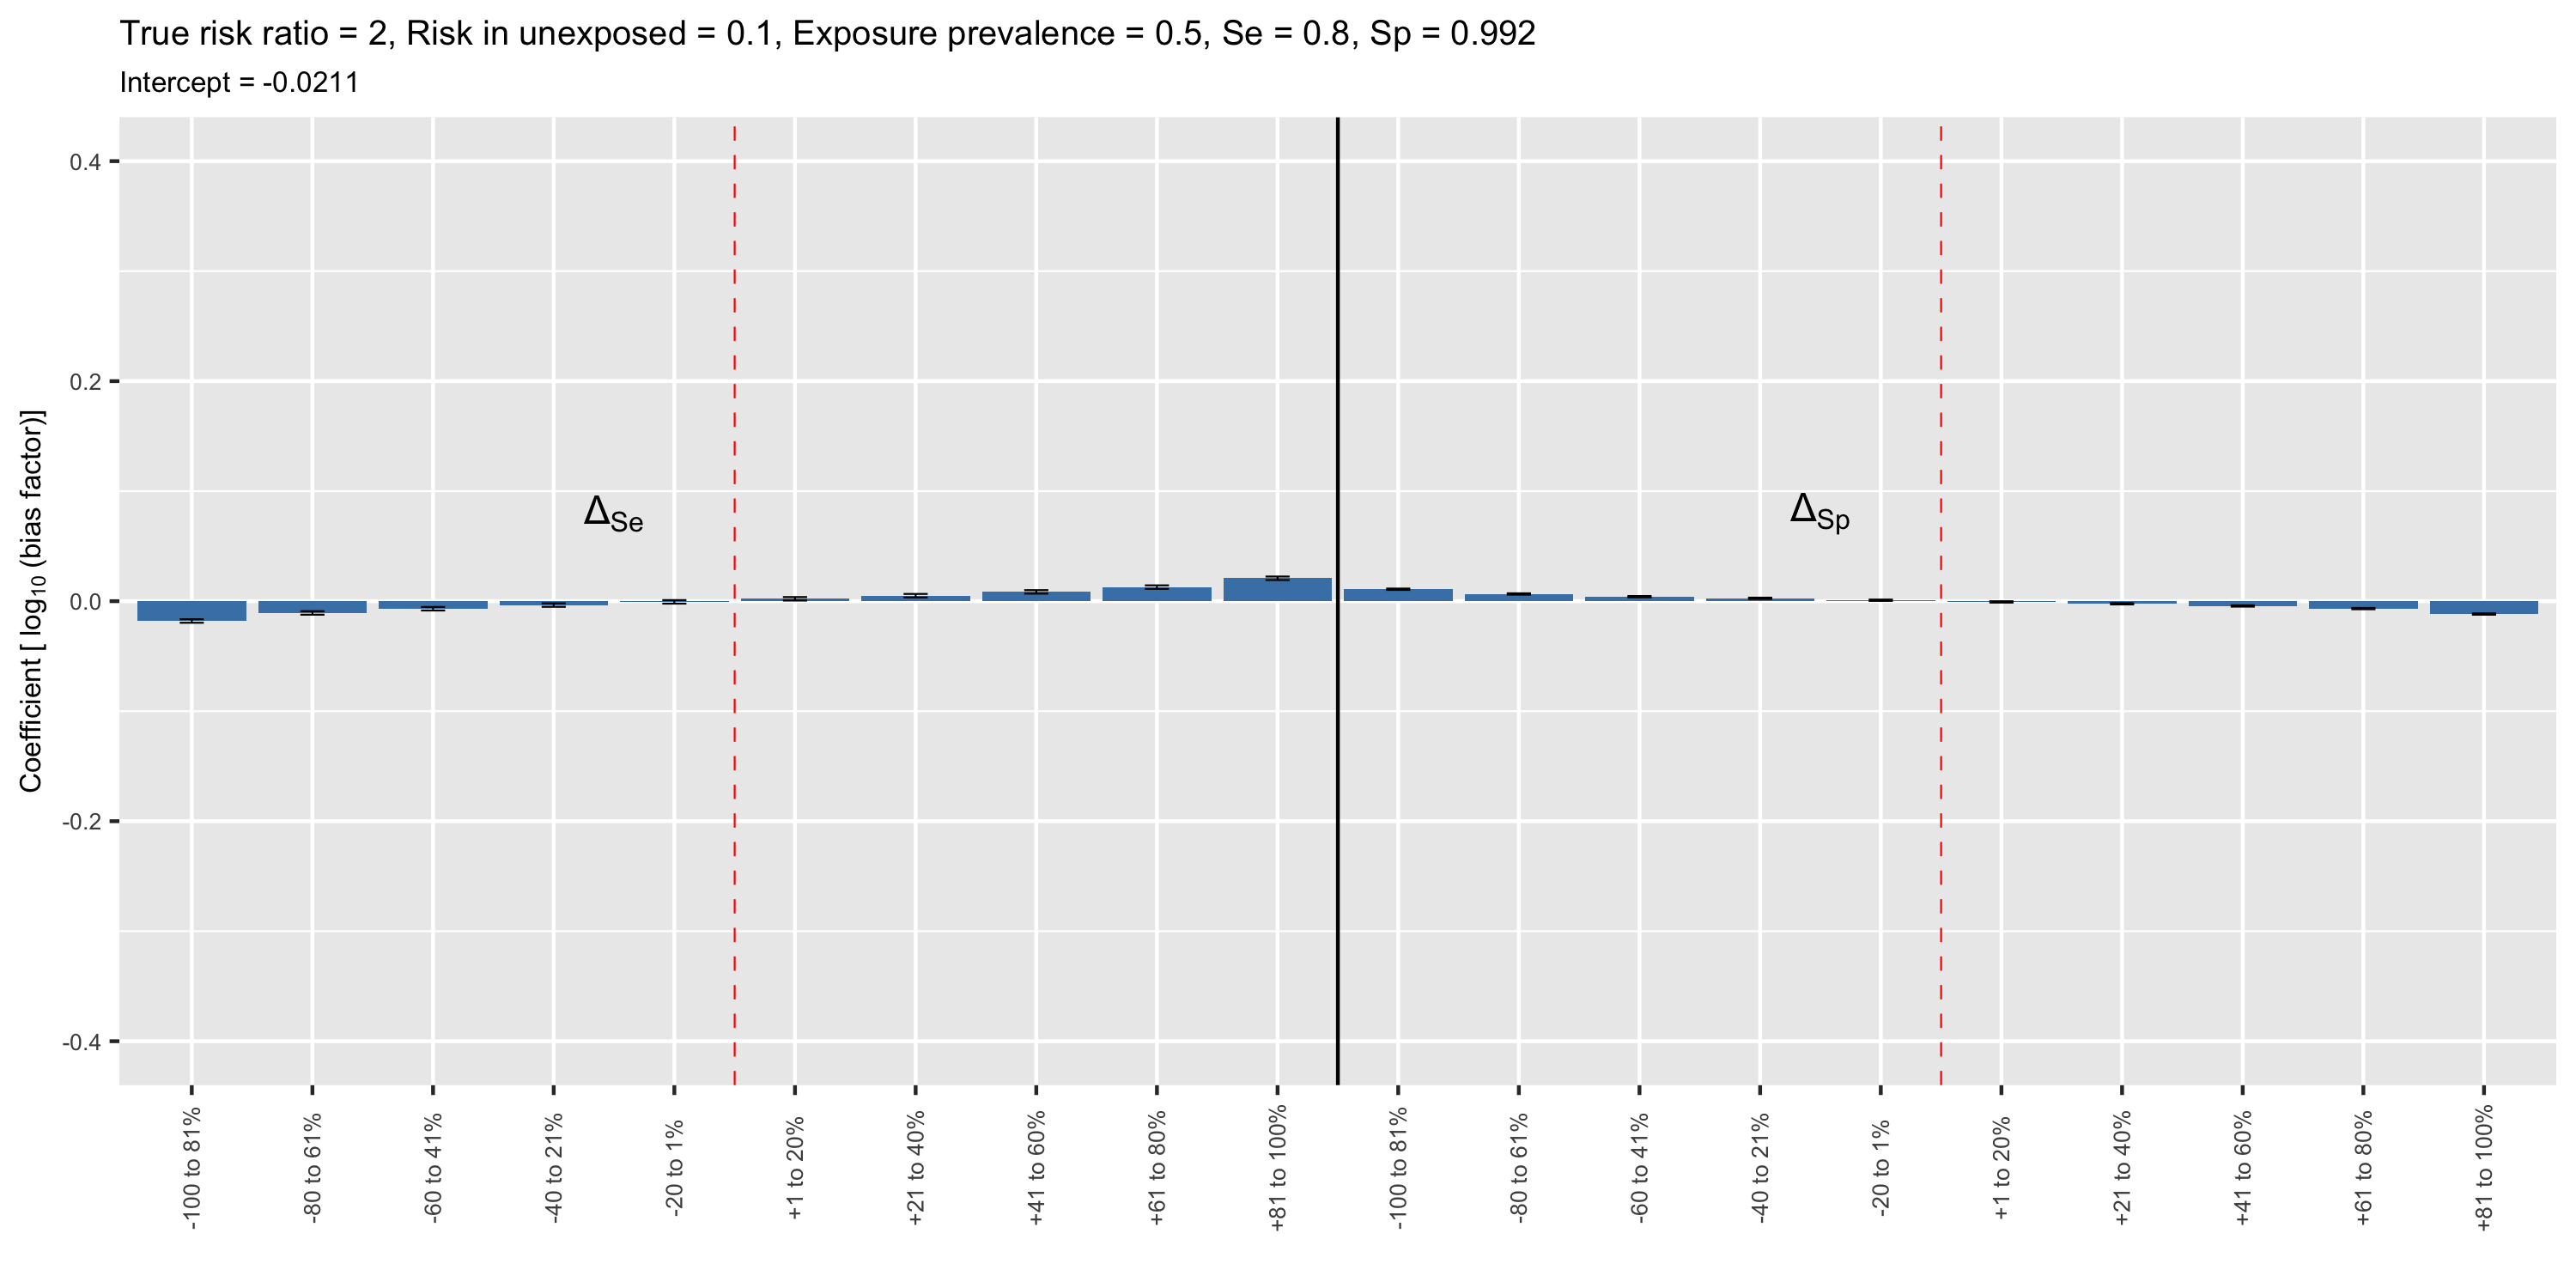 True risk ratio = 2, Risk in unexposed = 0.1, Exposure prevalence = 0.5, Se = 0.8, Sp = 0.992
Intercept = -0.0211
Coefficient [ log₁₀ (bias factor)]
0.4
0.2
0.0
-0.2
-0.4
Δ_Se
Δ_Sp
-100 to 81%
-80 to 61%
-60 to 41%
-40 to 21%
-20 to 1%
+1 to 20%
+21 to 40%
+41 to 60%
+61 to 80%
+81 to 100%
-100 to 81%
-80 to 61%
-60 to 41%
-40 to 21%
-20 to 1%
+1 to 20%
+21 to 40%
+41 to 60%
+61 to 80%
+81 to 100%